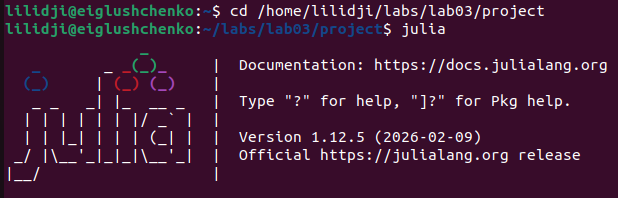 lilidji@eiglushchenko:~$ cd /home/lilidji/labs/lab03/project
lilidji@eiglushchenko:~/labs/lab03/project$ julia
               _
   _       _ _(_)_     |  Documentation: https://docs.julialang.org
  (_)     | (_) (_)    |
   _ _   _| |_  __ _   |  Type "?" for help, "]?" for Pkg help.
  | | | | | | |/ _` |  |
  | | |_| | | | (_| |  |  Version 1.12.5 (2026-02-09)
 _/ |\__'_|_|_|\__'_|  |  Official https://julialang.org release
|__/                   |